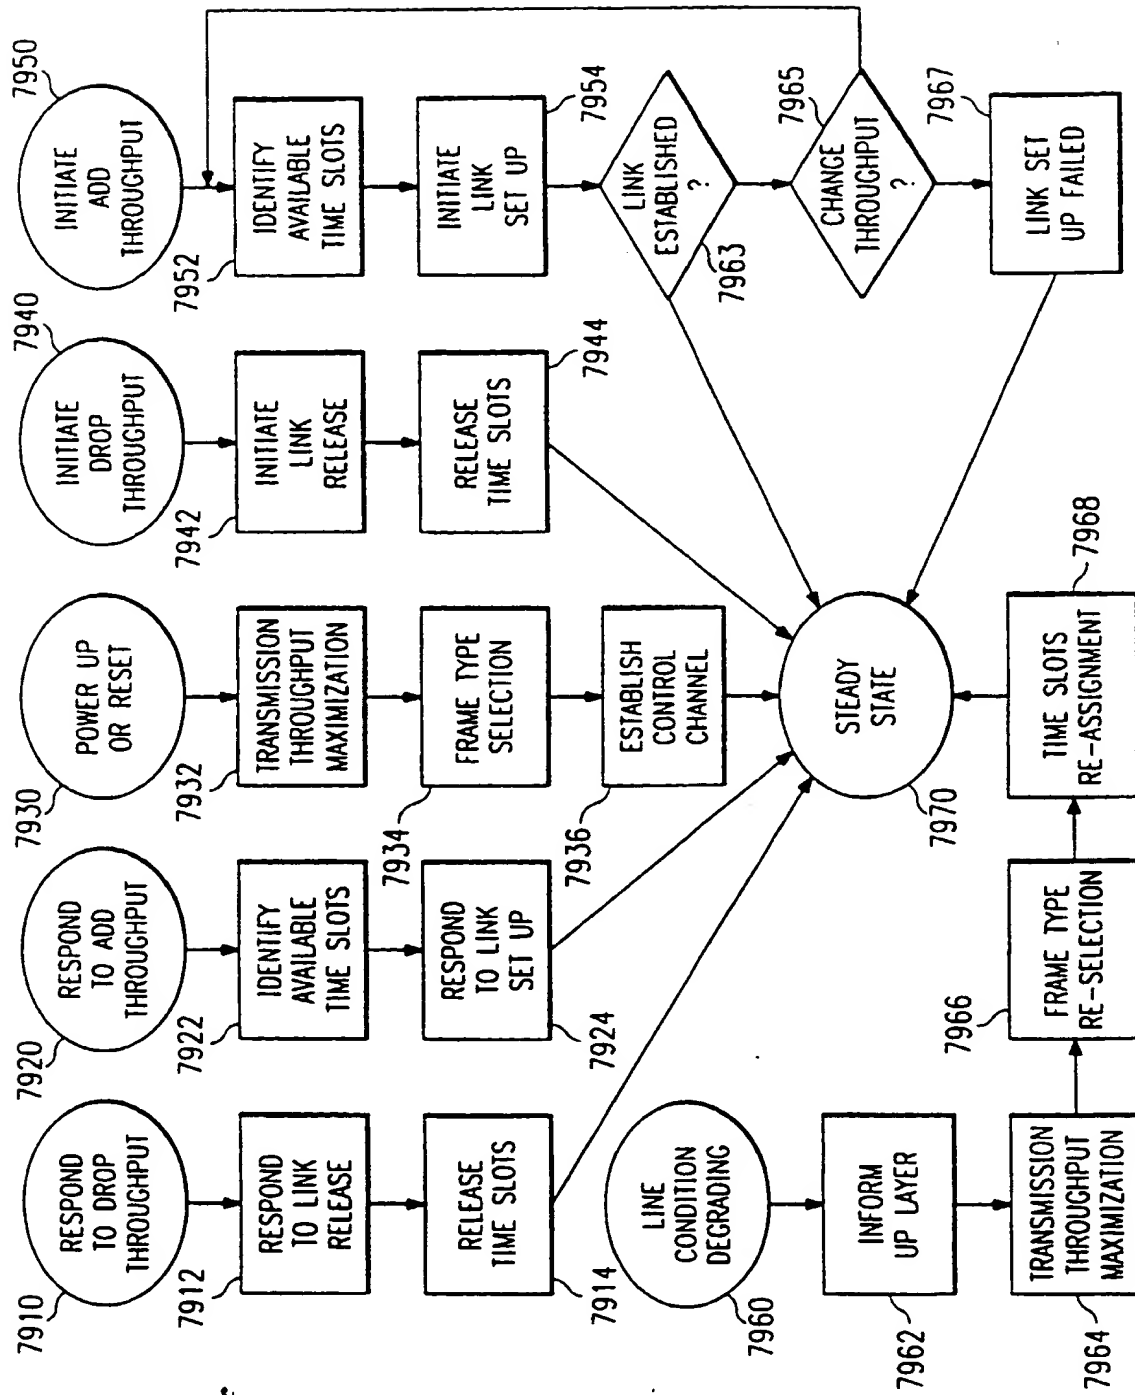 7910
RESPOND
TO DROP
THROUGHPUT
7912
RESPOND
TO LINK
RELEASE
7914
RELEASE
TIME SLOTS
7920
RESPOND
TO ADD
THROUGHPUT
7922
IDENTIFY
AVAILABLE
TIME SLOTS
7924
RESPOND
TO LINK
SET UP
7930
POWER UP
OR RESET
7932
TRANSMISSION
THROUGHPUT
MAXIMIZATION
7934
FRAME TYPE
SELECTION
7936
ESTABLISH
CONTROL
CHANNEL
7940
INITIATE
DROP
THROUGHPUT
7942
INITIATE
LINK
RELEASE
7944
RELEASE
TIME SLOTS
7950
INITIATE
ADD
THROUGHPUT
7952
IDENTIFY
AVAILABLE
TIME SLOTS
7954
INITIATE
LINK
SET UP
LINK
ESTABLISHED
?
7963
7965
CHANGE
THROUGHPUT
?
7967
LINK SET
UP FAILED
7960
LINE
CONDITION
DEGRADING
7962
INFORM
UP LAYER
7964
TRANSMISSION
THROUGHPUT
MAXIMIZATION
7966
FRAME TYPE
RE-SELECTION
7968
TIME SLOTS
RE-ASSIGNMENT
7970
STEADY
STATE